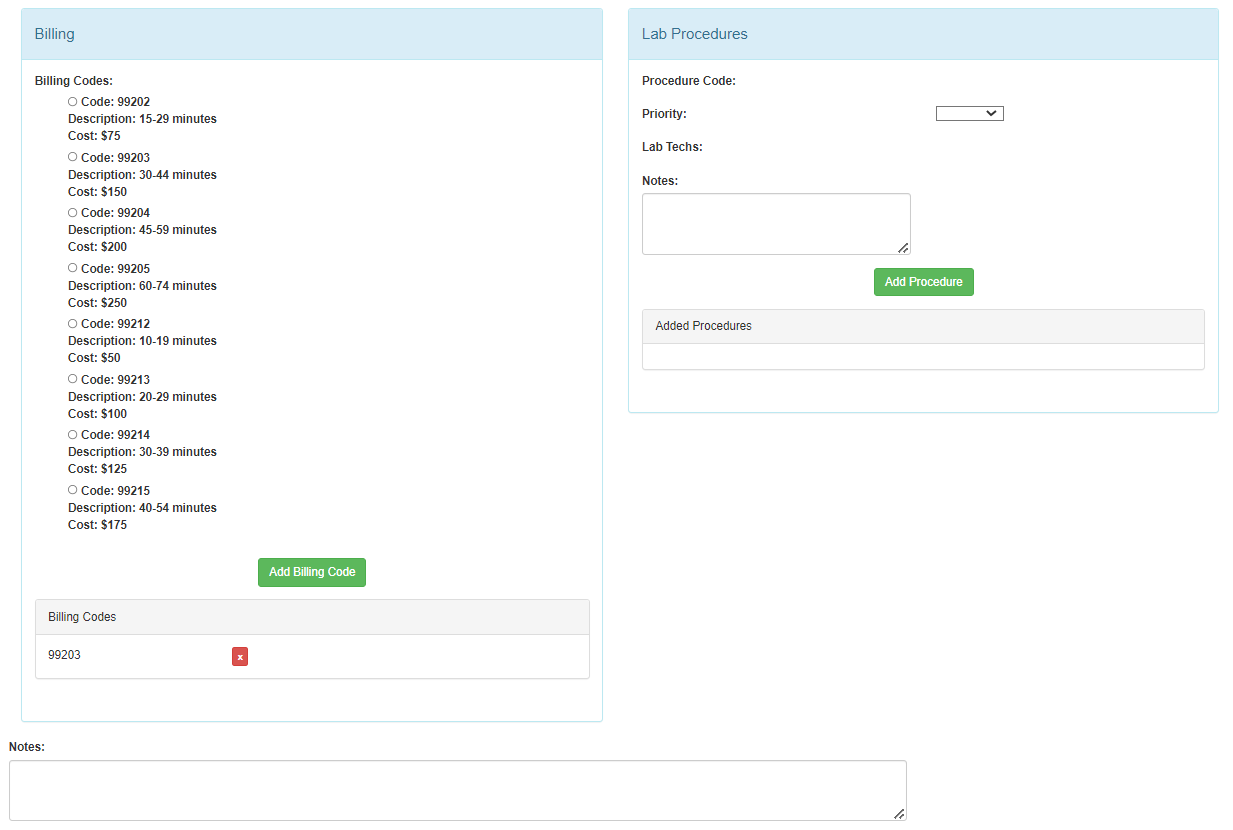 Billing
Billing Codes:
Code: 99202
Description: 15-29 minutes
Cost: $75
Code: 99203
Description: 30-44 minutes
Cost: $150
Code: 99204
Description: 45-59 minutes
Cost: $200
Code: 99205
Description: 60-74 minutes
Cost: $250
Code: 99212
Description: 10-19 minutes
Cost: $50
Code: 99213
Description: 20-29 minutes
Cost: $100
Code: 99214
Description: 30-39 minutes
Cost: $125
Code: 99215
Description: 40-54 minutes
Cost: $175
Add Billing Code
Billing Codes
99203 x
Lab Procedures
Procedure Code:
Priority:
Lab Techs:
Notes:
Add Procedure
Added Procedures
Notes: